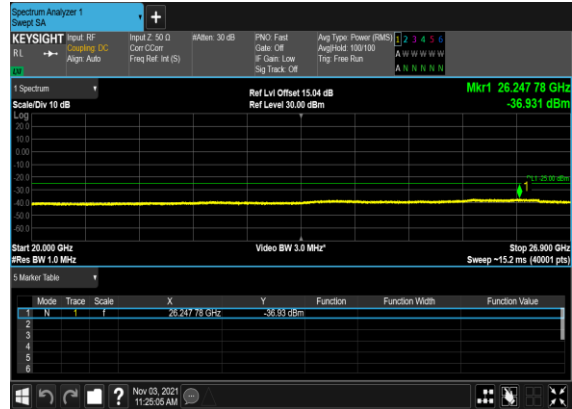 Spectrum Analyzer 1
Swept SA
+
KEYSIGHT Input: RF Input Z: 50 Ω #Atten: 30 dB PNO: Fast Avg Type: Power (RMS) 1 2 3 4 5 6
RL Coupling: DC Corr CCorr Gate: Off Avg|Hold: 100/100 A W W W W W
Align: Auto Freq Ref: Int (S) IF Gain: Low Trig: Free Run
Sig Track: Off A N N N N N
1 Spectrum Ref Lvl Offset 15.04 dB Mkr1 26.247 78 GHz
Scale/Div 10 dB Ref Level 30.00 dBm -36.931 dBm
Log
20.0
10.0
0.00
-10.0
-20.0
-30.0
-40.0
-50.0
-60.0
1
Start 20.000 GHz Video BW 3.0 MHz* Stop 26.900 GHz
#Res BW 1.0 MHz Sweep ~15.2 ms (40001 pts)
5 Marker Table
Mode Trace Scale X Y Function Function Width Function Value
1 N 1 f 26.247 78 GHz -36.93 dBm
2
3
4
5
6
? Nov 03, 2021
11:25:05 AM